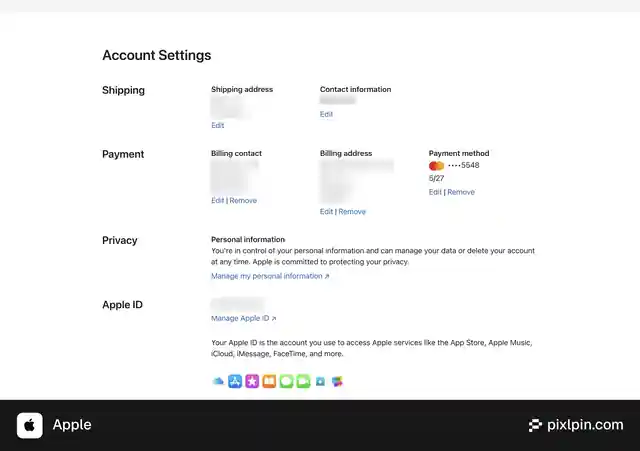 Account Settings
Shipping
Shipping address
Edit
Contact information
Edit
Payment
Billing contact
Edit | Remove
Billing address
Edit | Remove
Payment method
••••5548
5/27
Edit | Remove
Privacy
Personal information
You're in control of your personal information and can manage your data or delete your account
at any time. Apple is committed to protecting your privacy.
Manage my personal information ↗
Apple ID
Manage Apple ID ↗
Your Apple ID is the account you use to access Apple services like the App Store, Apple Music,
iCloud, iMessage, FaceTime, and more.
Apple
pixlpin.com